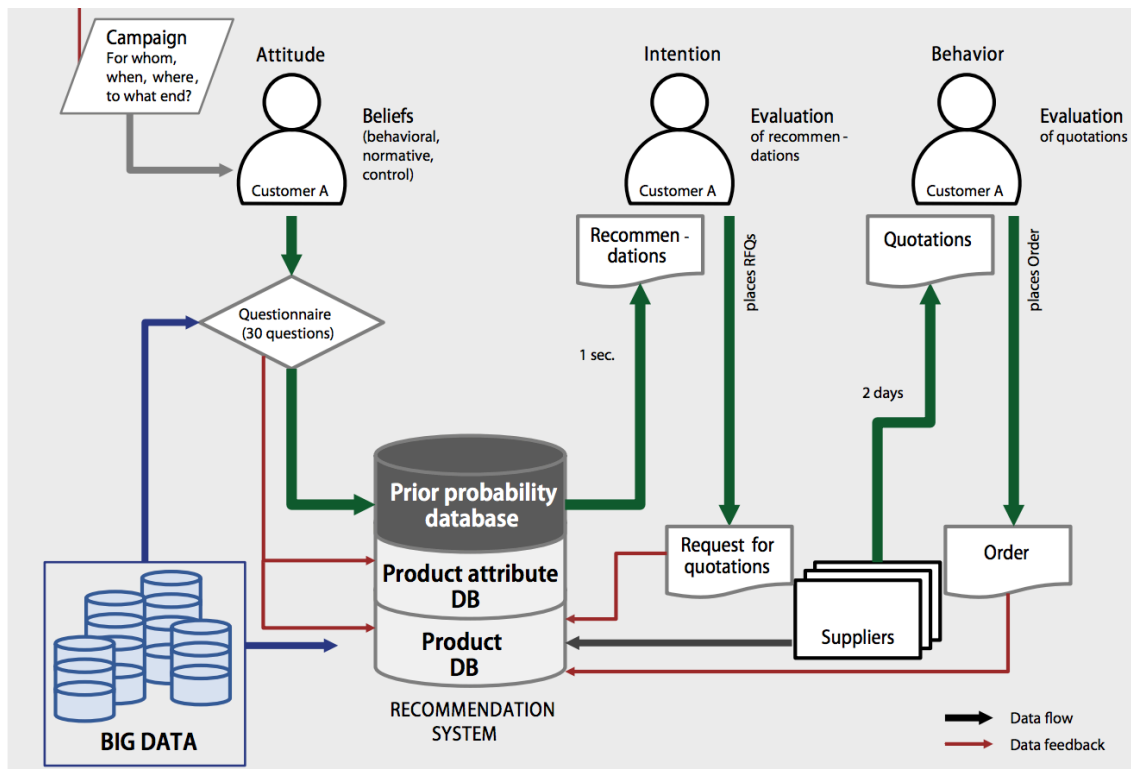 Campaign
For whom,
when, where,
to what end?
Attitude
Beliefs
(behavioral,
normative,
control)
Customer A
Intention
Evaluation
of recommen -
dations
Customer A
Behavior
Evaluation
of quotations
Customer A
Recommen -
dations
places RFQs
Quotations
places Order
Questionnaire
(30 questions)
1 sec.
2 days
Prior probability
database
Product attribute
DB
Product
DB
RECOMMENDATION
SYSTEM
Request for
quotations
Suppliers
Order
BIG DATA
Data flow
Data feedback